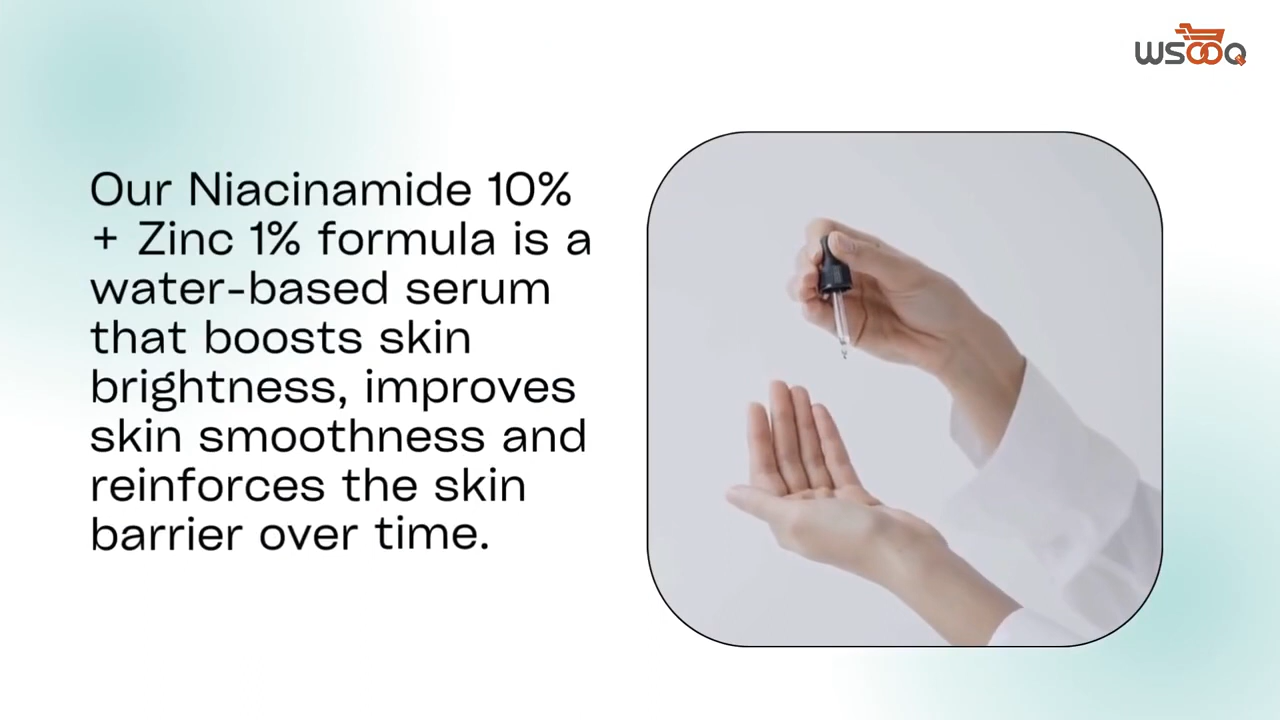 WSOOQ
Our Niacinamide 10%
+ Zinc 1% formula is a
water-based serum
that boosts skin
brightness, improves
skin smoothness and
reinforces the skin
barrier over time.